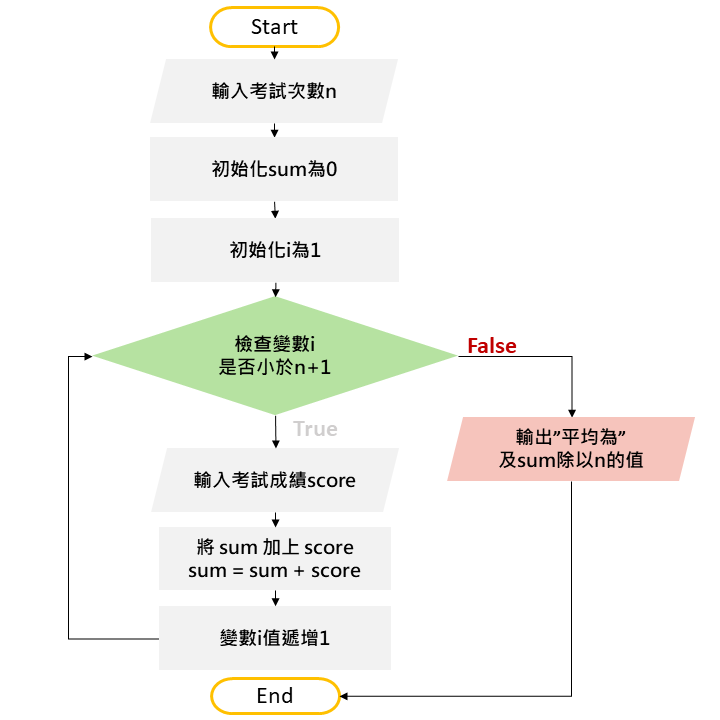 Start
輸入考試次數n
初始化sum為0
初始化i為1
檢查變數i
是否小於n+1
False
True
輸出”平均為”
及sum除以n的值
輸入考試成績score
將 sum 加上 score
sum = sum + score
變數i值遞增1
End